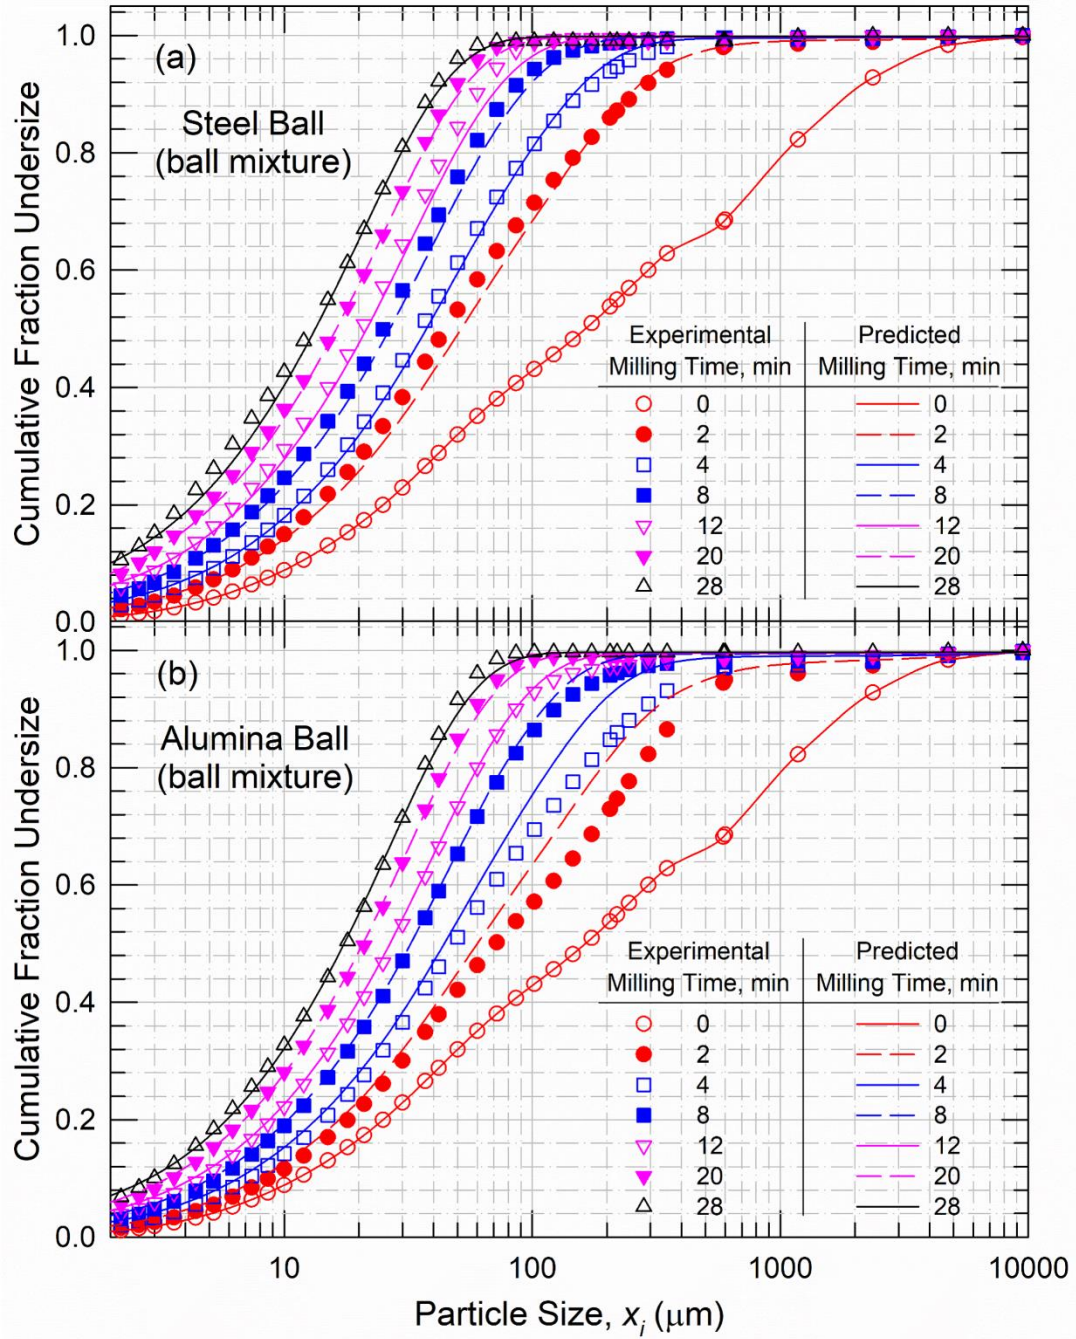 1.0
(a)
Steel Ball
(ball mixture)
0.8
0.6
0.4
0.2
0.0
Cumulative Fraction Undersize
Experimental Predicted
Milling Time, min Milling Time, min
0 0
2 2
4 4
8 8
12 12
20 20
28 28
1.0
(b)
Alumina Ball
(ball mixture)
0.8
0.6
0.4
0.2
0.0
Cumulative Fraction Undersize
Experimental Predicted
Milling Time, min Milling Time, min
0 0
2 2
4 4
8 8
12 12
20 20
28 28
10 100 1000 10000
Particle Size, xᵢ (μm)